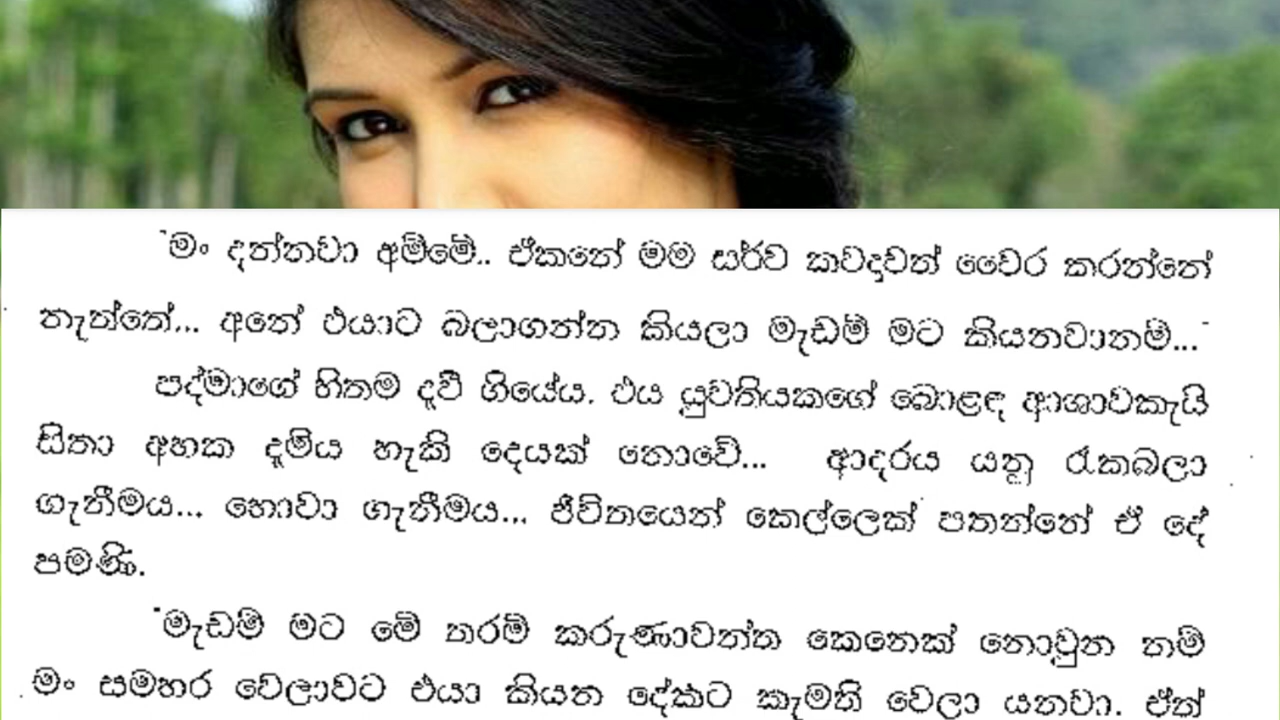 "මං දන්නවා අම්මේ.. ඒකනේ මම සර්ව කවදාවත් වෛර කරන්නේ
නැත්තේ... අනේ එයාට බලාගන්න කියලා මැඩම් මට කියනවානම්..."
පද්මාගේ හිතම දැවී ගියේය. එය යුවතියකගේ බොළඳ ආශාවකැයි
සිතා අහක දැමිය හැකි දෙයක් නොවේ... ආදරය යනු රැකබලා
ගැනීමය... හොවා ගැනීමය... ජීවිතයෙන් කෙල්ලෙක් පතන්නේ ඒ දේ
පමණි.
"මැඩම් මට මේ තරම් කරුණාවන්ත කෙනෙක් නොවුන නම්
මං සමහර වෙලාවට එයා කියන දේකට කැමති වෙලා යනවා. ඒත්